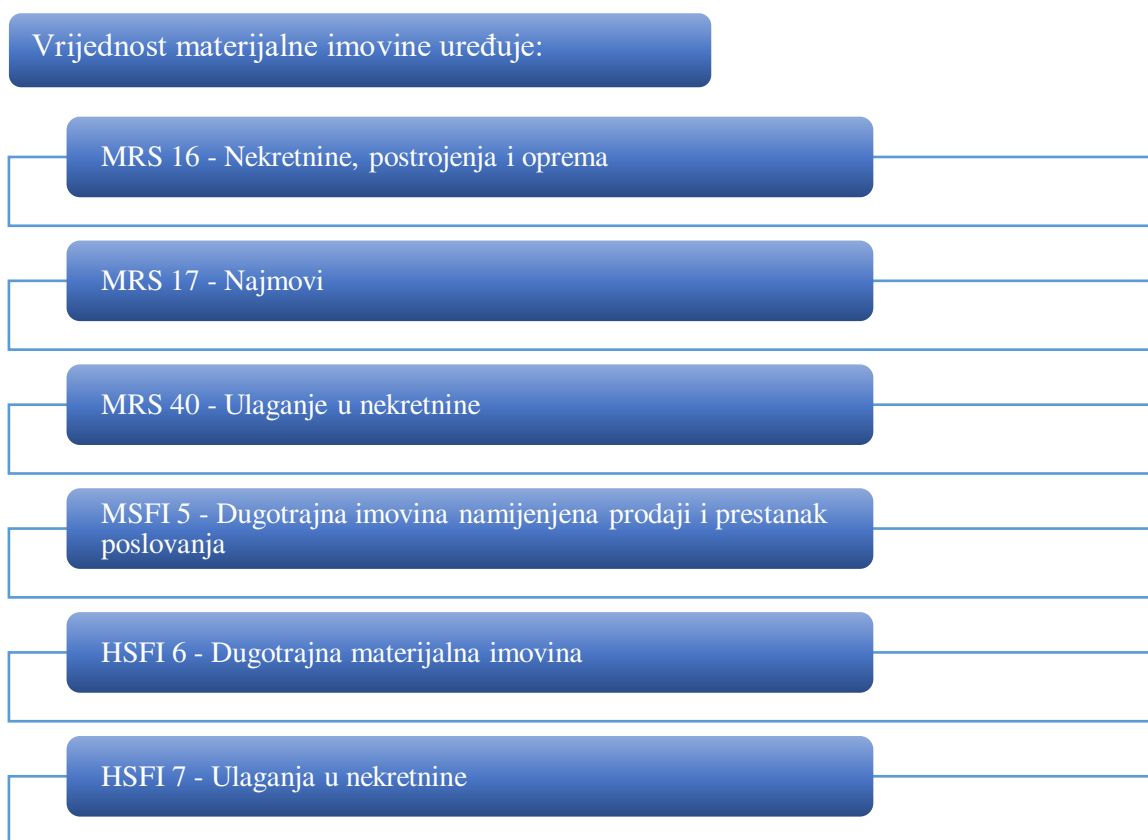 Vrijednost materijalne imovine uređuje:
MRS 16 - Nekretnine, postrojenja i oprema
MRS 17 - Najmovi
MRS 40 - Ulaganje u nekretnine
MSFI 5 - Dugotrajna imovina namijenjena prodaji i prestanak
poslovanja
HSFI 6 - Dugotrajna materijalna imovina
HSFI 7 - Ulaganja u nekretnine